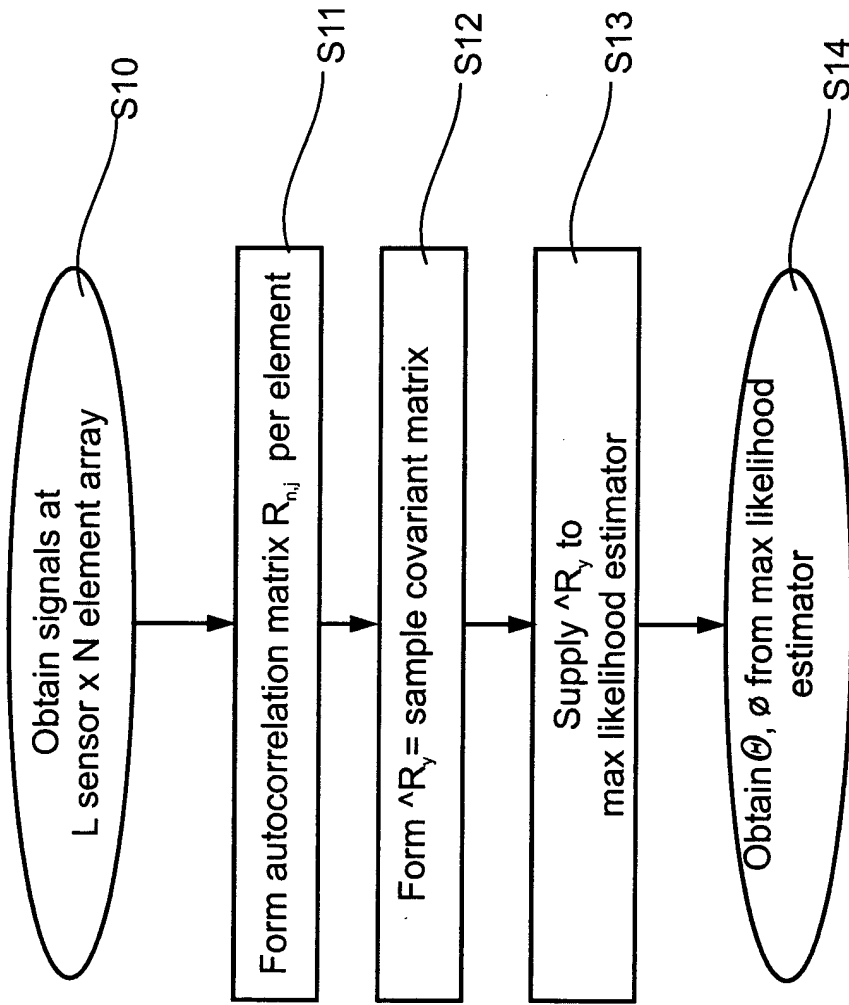 Obtain signals at
L sensor x N element array
S10
Form autocorrelation matrix R_{n,j} per element
S11
Form ^R_y = sample covariant matrix
S12
Supply ^R_y to
max likelihood estimator
S13
Obtain Θ, ø from max likelihood
estimator
S14